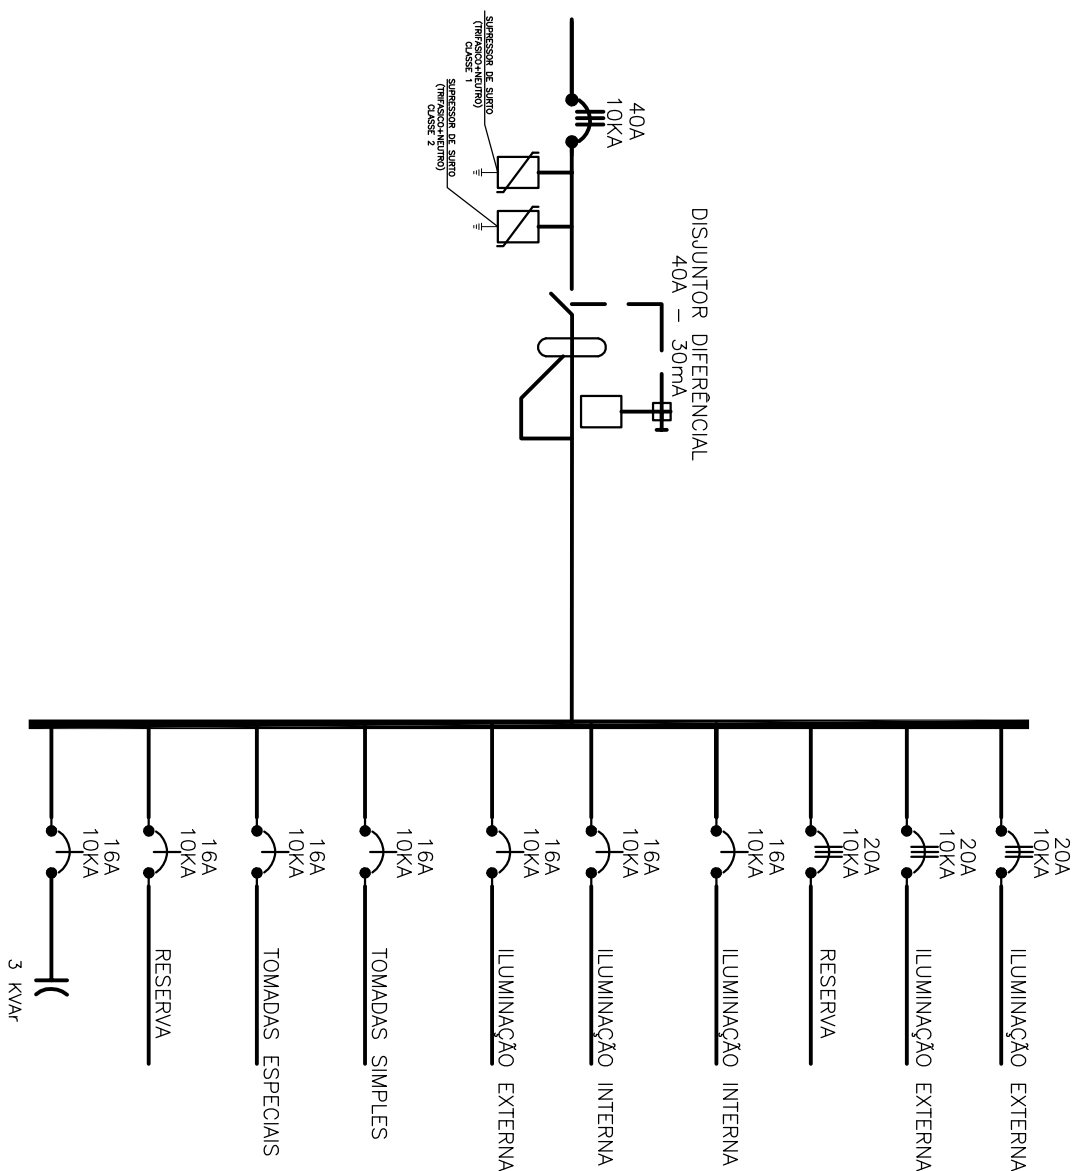 SUPRESSOR DE SURTO
(TRIFASICO+NEUTRO)
CLASSE 1
SUPRESSOR DE SURTO
(TRIFASICO+NEUTRO)
CLASSE 2
40A
10KA
DISJUNTOR DIFERÊNCIAL
40A - 30mA
20A
10KA
ILUMINAÇÃO EXTERNA
20A
10KA
ILUMINAÇÃO EXTERNA
20A
10KA
RESERVA
16A
10KA
ILUMINAÇÃO INTERNA
16A
10KA
ILUMINAÇÃO INTERNA
16A
10KA
ILUMINAÇÃO EXTERNA
16A
10KA
TOMADAS SIMPLES
16A
10KA
TOMADAS ESPECIAIS
16A
10KA
RESERVA
16A
10KA
3 KVAr